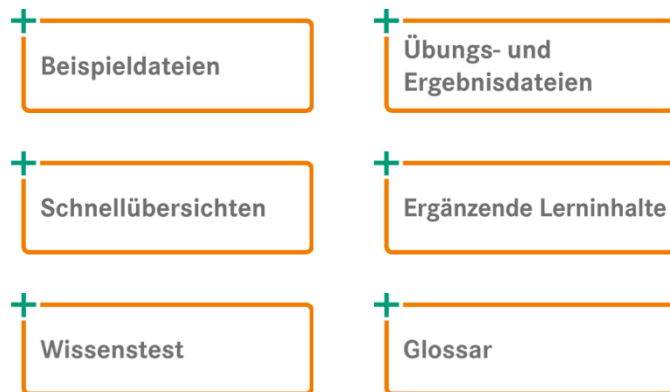 Beispieldateien
Übungs- und
Ergebnisdateien
Schnellübersichten
Ergänzende Lerninhalte
Wissenstest
Glossar